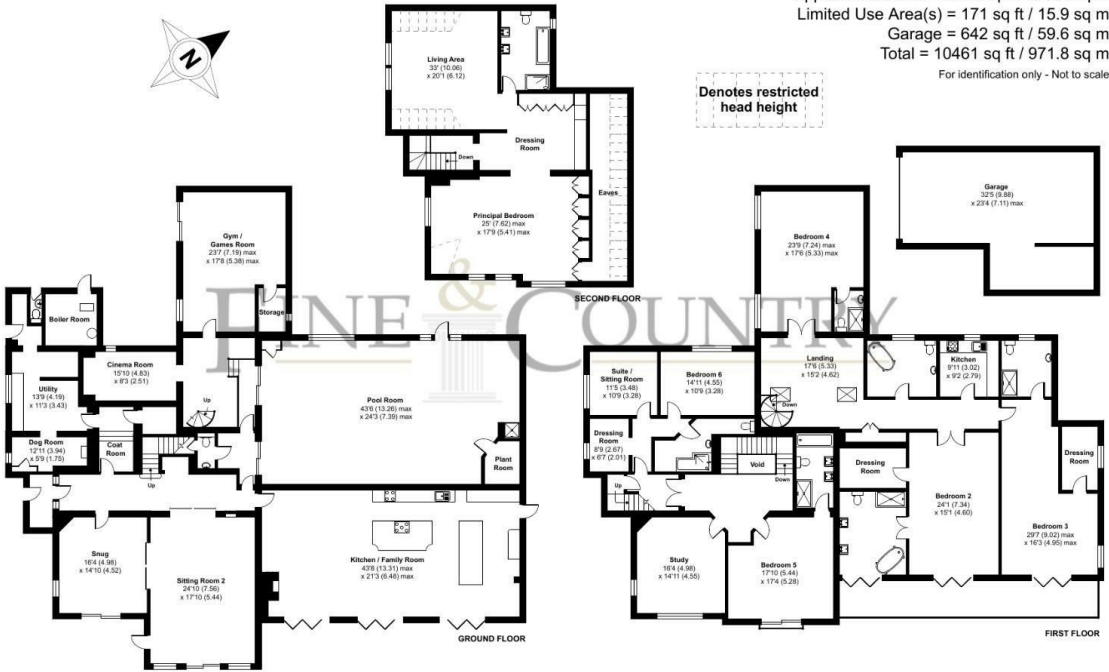 Limited Use Area(s) = 171 sq ft / 15.9 sq m
Garage = 642 sq ft / 59.6 sq m
Total = 10461 sq ft / 971.8 sq m
For identification only - Not to scale
N
Denotes restricted
head height
Living Area
33' (10.06)
x 20'1 (6.12)
Dressing
Room
Down
Eaves
Principal Bedroom
25' (7.62) max
x 17'9 (5.41) max
SECOND FLOOR
Garage
32'5 (9.88)
x 23'4 (7.11) max
FINE & COUNTRY
Gym /
Games Room
23'7 (7.19) max
x 17'8 (5.38) max
Storage
Boiler Room
Cinema Room
15'10 (4.83)
x 8'3 (2.51)
Utility
13'9 (4.19)
x 11'3 (3.43)
Up
Dog Room
12'11 (3.94)
x 5'9 (1.75)
Coat
Room
Up
Pool Room
43'6 (13.26) max
x 24'3 (7.39) max
Plant
Room
Snug
16'4 (4.98)
x 14'10 (4.52)
Sitting Room 2
24'10 (7.56)
x 17'10 (5.44)
Kitchen / Family Room
43'8 (13.31) max
x 21'3 (6.48) max
GROUND FLOOR
Bedroom 4
23'9 (7.24) max
x 17'6 (5.33) max
Landing
17'6 (5.33)
x 15'2 (4.62)
Down
Kitchen
9'11 (3.02)
x 9'2 (2.79)
Suite /
Sitting Room
11'5 (3.48)
x 10'9 (3.28)
Bedroom 6
14'11 (4.55)
x 10'9 (3.28)
Dressing
Room
8'9 (2.67)
x 6'7 (2.01)
Up
Void
Down
Dressing
Room
Dressing
Room
Bedroom 2
24'1 (7.34)
x 15'1 (4.60)
Bedroom 3
29'7 (9.02) max
x 16'3 (4.95) max
Study
16'4 (4.98)
x 14'11 (4.55)
Bedroom 5
17'10 (5.44)
x 17'4 (5.28)
FIRST FLOOR